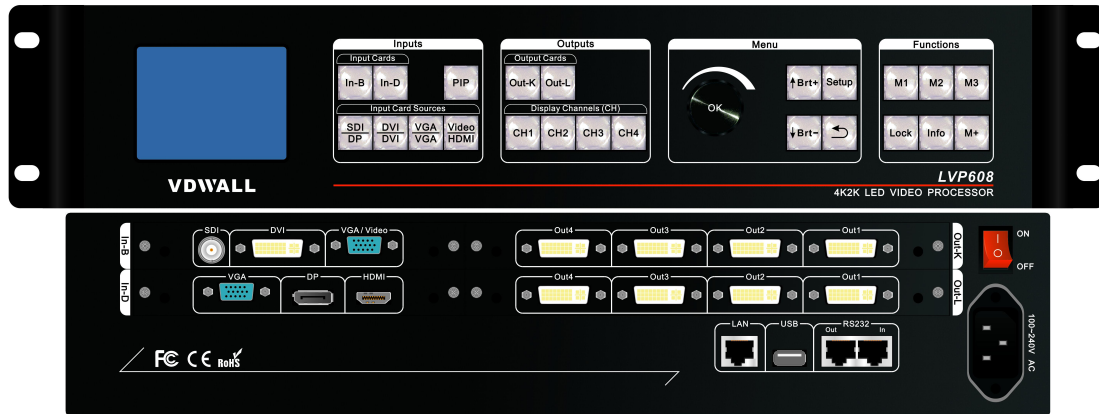 Inputs
Input Cards
In-B In-D PIP
Input Card Sources
SDI DVI VGA Video
DP DVI VGA HDMI
Outputs
Output Cards
Out-K Out-L
Display Channels (CH)
CH1 CH2 CH3 CH4
Menu
OK
↑Brt+ Setup
↓Brt-
Functions
M1 M2 M3
Lock Info M+
VDWALL
LVP608
4K2K LED VIDEO PROCESSOR
In-B
SDI DVI VGA / Video
In-D
VGA DP HDMI
Out4 Out3 Out2 Out1
Out-K
Out4 Out3 Out2 Out1
Out-L
ON
I
O
OFF
LAN USB RS232
Out In
100~240V AC
FC CE RoHS